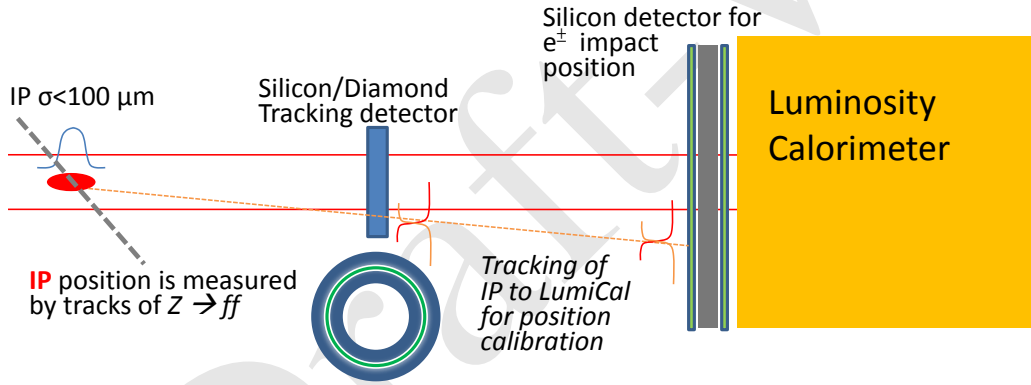 IP σ<100 μm
Silicon/Diamond
Tracking detector
Silicon detector for
e± impact
position
Luminosity
Calorimeter
IP position is measured
by tracks of Z → ff
Tracking of
IP to LumiCal
for position
calibration